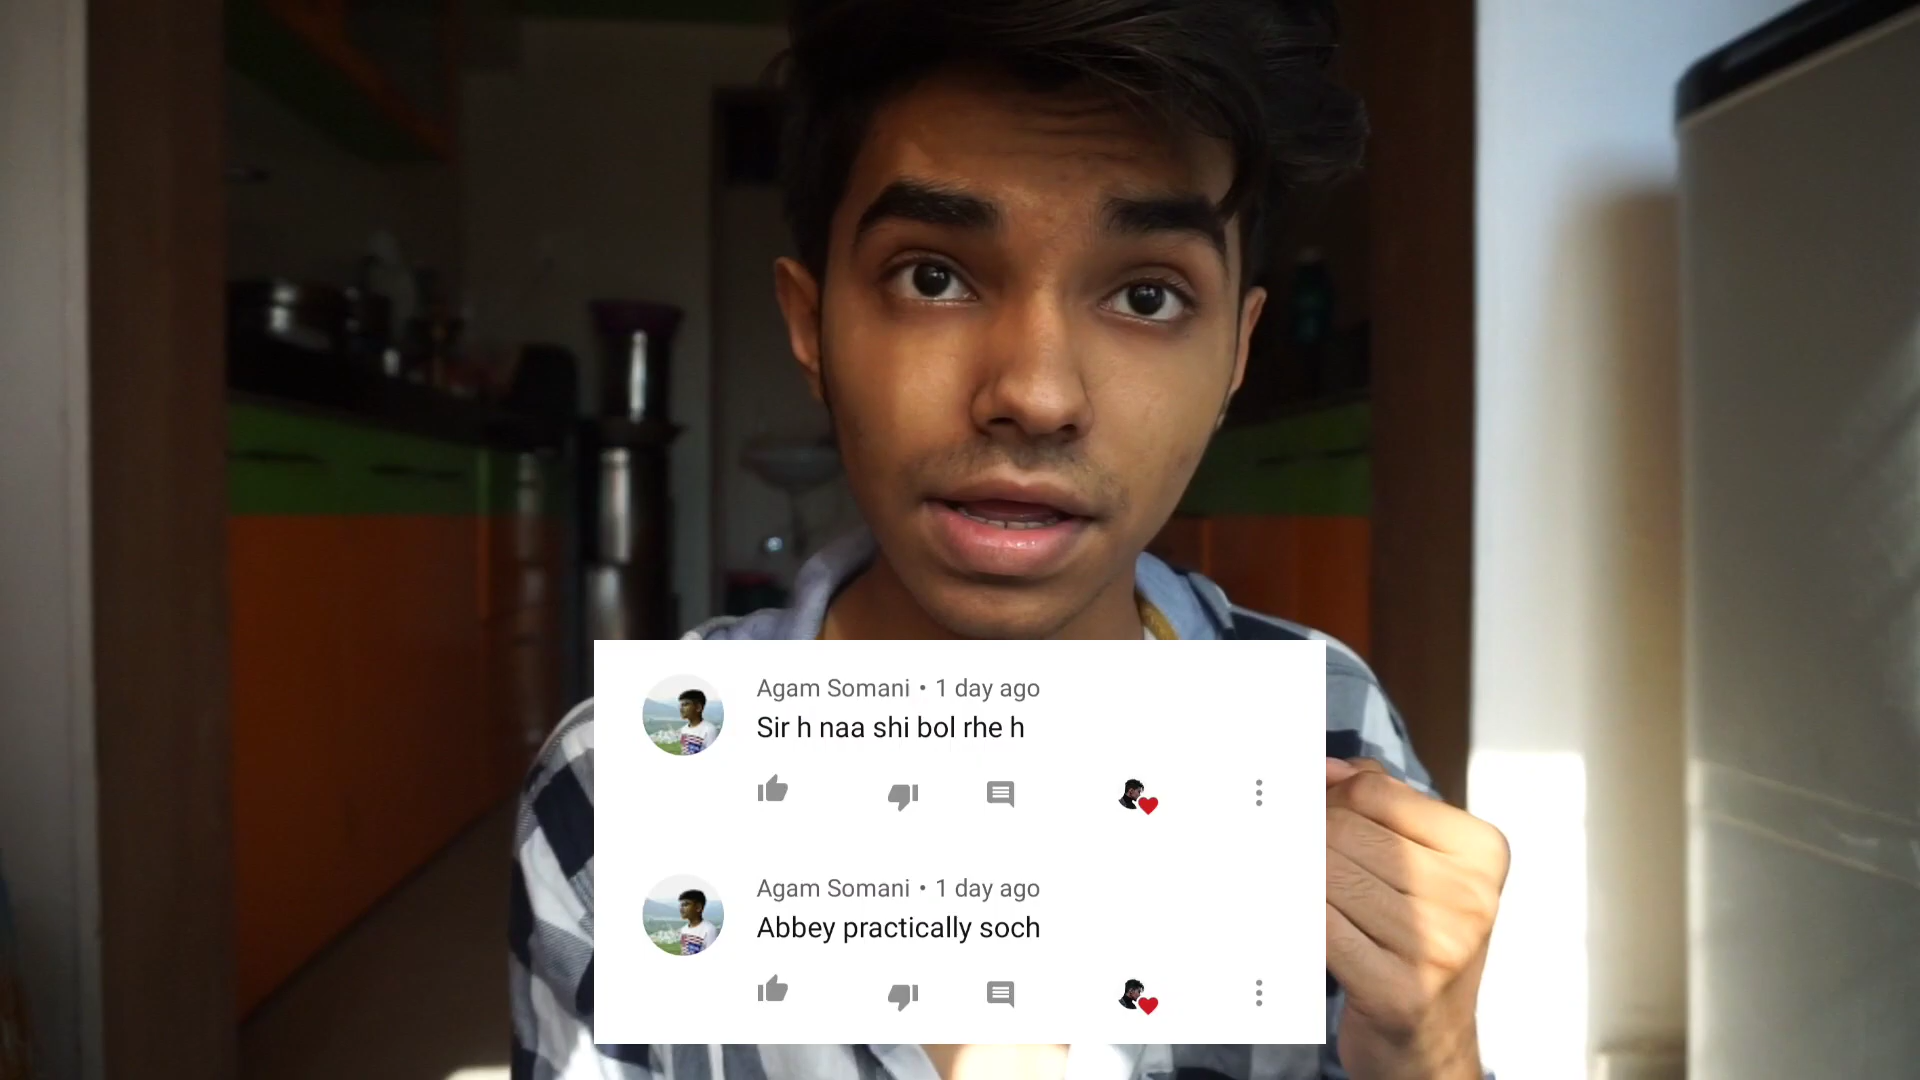 Agam Somani • 1 day ago
Sir h naa shi bol rhe h
Agam Somani • 1 day ago
Abbey practically soch